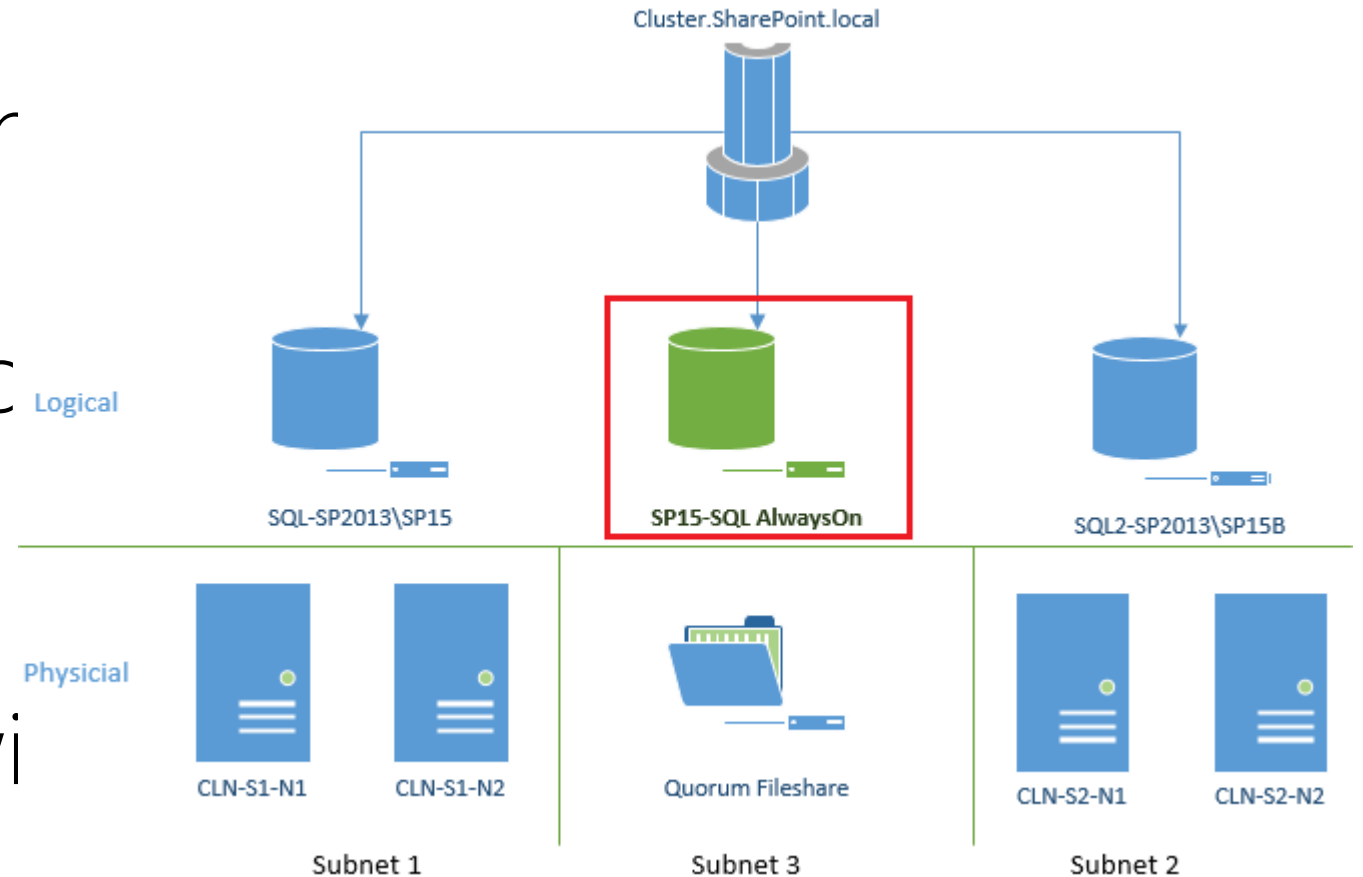 Cluster.SharePoint.local
Logical
SQL-SP2013\SP15
SP15-SQL AlwaysOn
SQL2-SP2013\SP15B
Physicial
CLN-S1-N1
CLN-S1-N2
Quorum Fileshare
CLN-S2-N1
CLN-S2-N2
Subnet 1
Subnet 3
Subnet 2